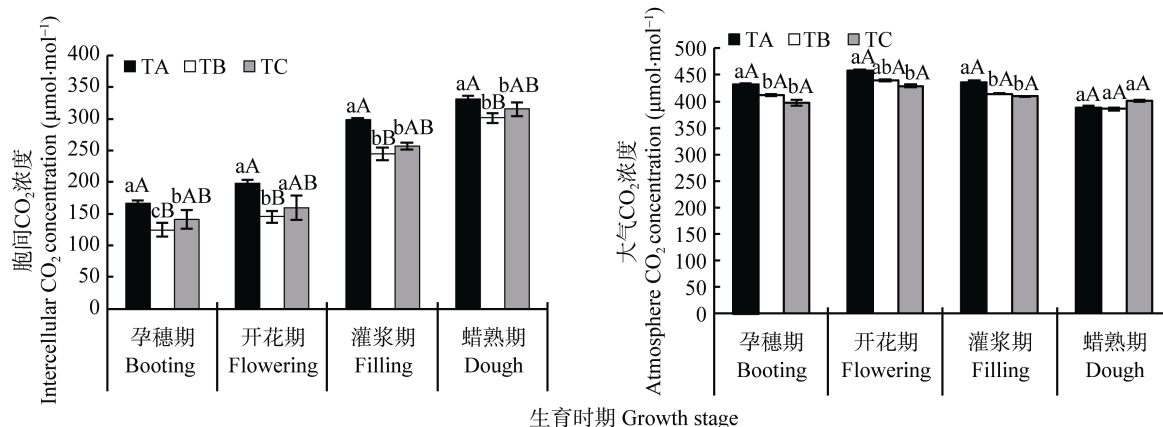 胞间CO₂浓度
Intercellular CO₂ concentration (μmol·mol⁻¹)
400
350
300
250
200
150
100
50
0
TA TB TC
aA cB bAB
aA bB aAB
aA bB bAB
aA bB bAB
孕穗期 开花期 灌浆期 蜡熟期
Booting Flowering Filling Dough
大气CO₂浓度
Atmosphere CO₂ concentration (μmol·mol⁻¹)
500
450
400
350
300
250
200
150
100
50
0
TA TB TC
aA bA bA
aA abA bA
aA bA bA
aA aA aA
孕穗期 开花期 灌浆期 蜡熟期
Booting Flowering Filling Dough
生育时期 Growth stage